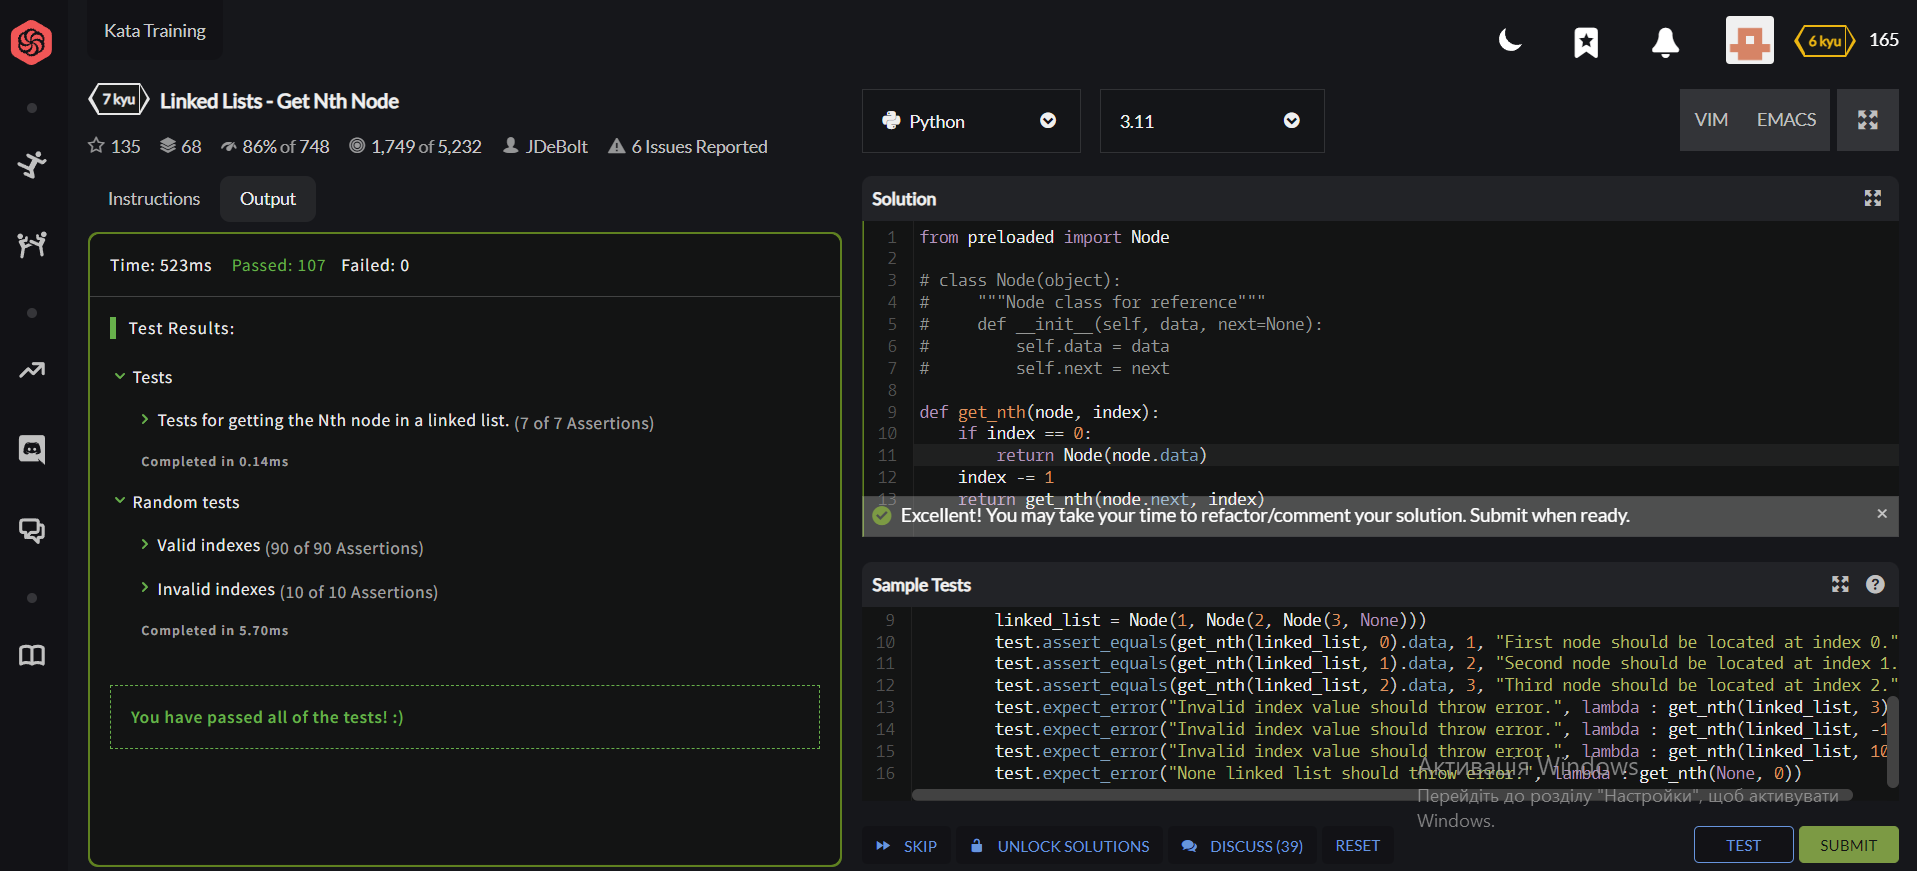 Kata Training
6 kyu 165
7 kyu Linked Lists - Get Nth Node
135 68 86% of 748 1,749 of 5,232 JDeBolt 6 Issues Reported
Python 3.11 VIM EMACS
Instructions Output
Time: 523ms Passed: 107 Failed: 0
Test Results:
Tests
Tests for getting the Nth node in a linked list. (7 of 7 Assertions)
Completed in 0.14ms
Random tests
Valid indexes (90 of 90 Assertions)
Invalid indexes (10 of 10 Assertions)
Completed in 5.70ms
You have passed all of the tests! :)
Solution
1 from preloaded import Node
2
3 # class Node(object):
4 #     """Node class for reference"""
5 #     def __init__(self, data, next=None):
6 #         self.data = data
7 #         self.next = next
8
9 def get_nth(node, index):
10     if index == 0:
11         return Node(node.data)
12     index -= 1
13     return get_nth(node.next, index)
Excellent! You may take your time to refactor/comment your solution. Submit when ready. ×
Sample Tests ?
9 linked_list = Node(1, Node(2, Node(3, None)))
10 test.assert_equals(get_nth(linked_list, 0).data, 1, "First node should be located at index 0."
11 test.assert_equals(get_nth(linked_list, 1).data, 2, "Second node should be located at index 1.
12 test.assert_equals(get_nth(linked_list, 2).data, 3, "Third node should be located at index 2."
13 test.expect_error("Invalid index value should throw error.", lambda : get_nth(linked_list, 3)
14 test.expect_error("Invalid index value should throw error.", lambda : get_nth(linked_list, -1
15 test.expect_error("Invalid index value should throw error.", lambda : get_nth(linked_list, 10
16 test.expect_error("None linked list should throw error.", lambda : get_nth(None, 0))
Активація Windows
Перейдіть до розділу "Настройки", щоб активувати
Windows.
SKIP UNLOCK SOLUTIONS DISCUSS (39) RESET TEST SUBMIT